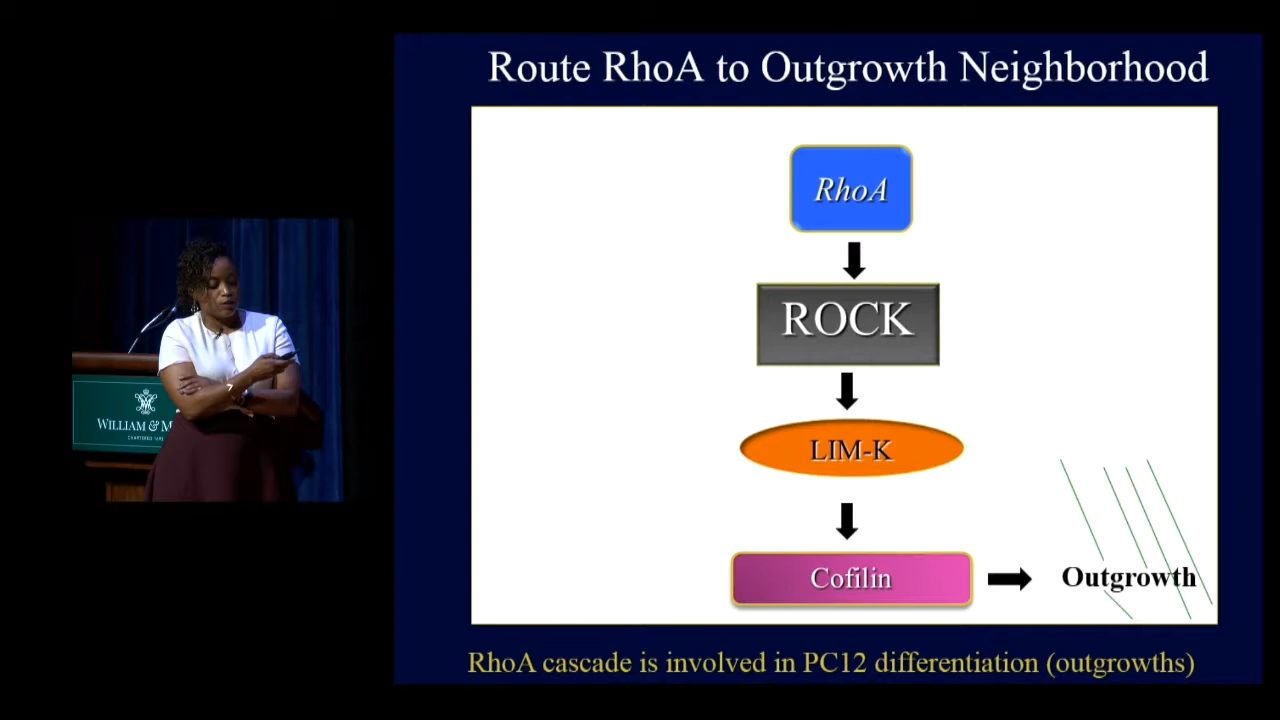 Route RhoA to Outgrowth Neighborhood
RhoA
ROCK
LIM-K
Cofilin
Outgrowth
RhoA cascade is involved in PC12 differentiation (outgrowths)
WILLIAM & M
CHARTERED